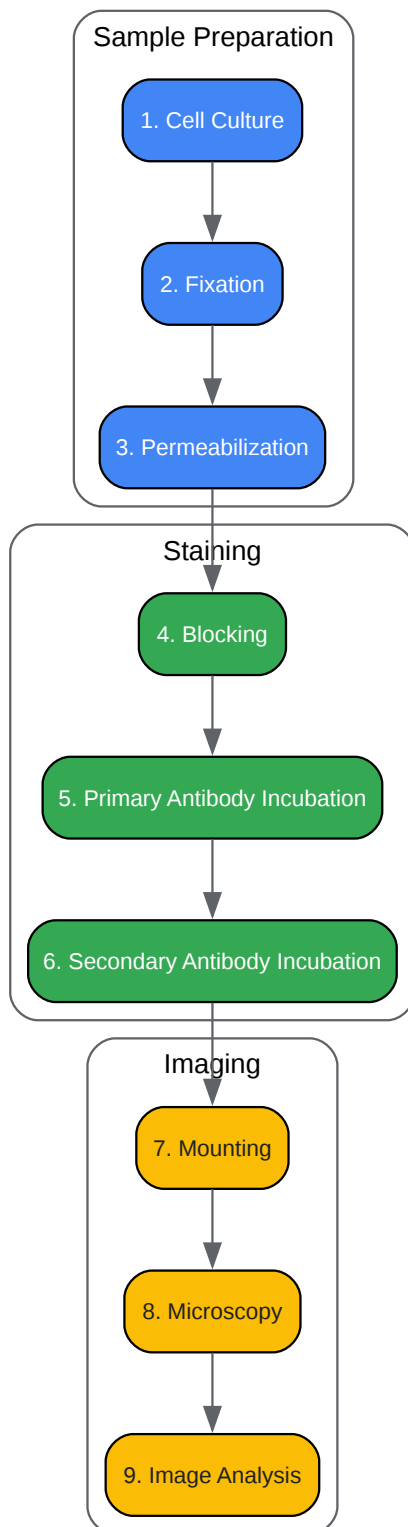 Sample Preparation
1. Cell Culture
2. Fixation
3. Permeabilization
Staining
4. Blocking
5. Primary Antibody Incubation
6. Secondary Antibody Incubation
Imaging
7. Mounting
8. Microscopy
9. Image Analysis